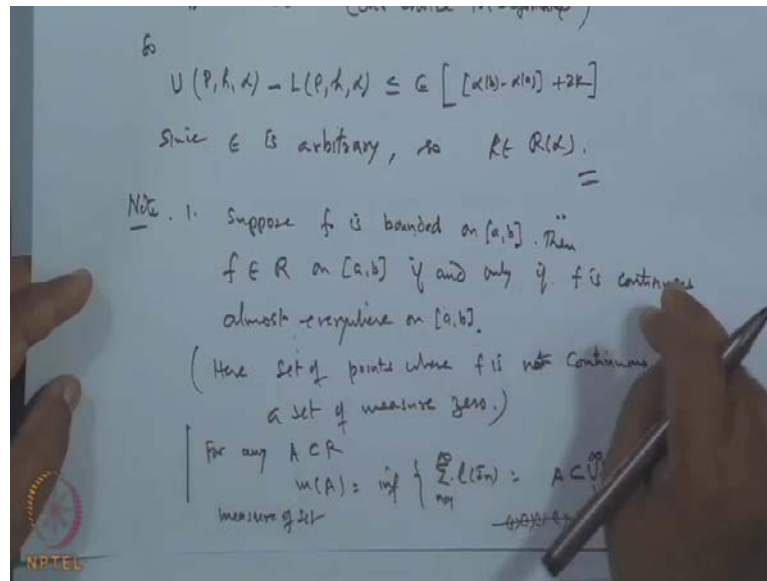 So
U(P,h,α) - L(P,h,α) ≤ ∈ [ [α(b)-α(a)] +2K]
Since ∈ is arbitrary, so h∈ R(α).
Note. 1. Suppose f is bounded on [a,b]. Then
f ∈ R on [a,b] if and only if f is continuous
almost everywhere on [a,b].
(Here set of points where f is not continuous
a set of measure zero.)
For any A ⊂ R
m(A) = inf { ∑ l(In) : A ⊂ ∪
n=1
∞
measure of set
NPTEL